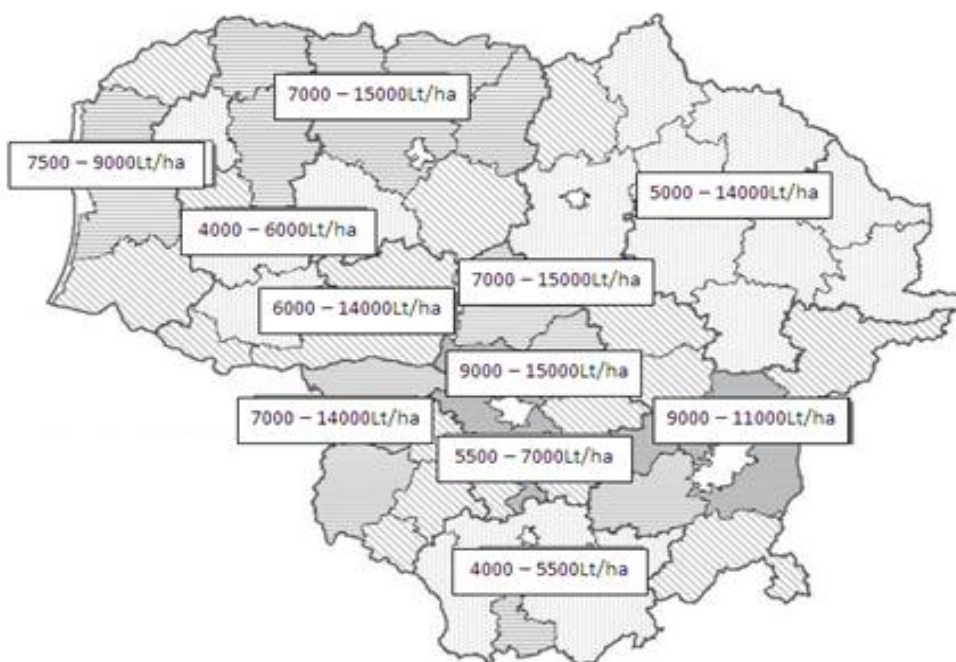 7000 – 15000Lt/ha
7500 – 9000Lt/ha
5000 – 14000Lt/ha
4000 – 6000Lt/ha
7000 – 15000Lt/ha
6000 – 14000Lt/ha
9000 – 15000Lt/ha
7000 – 14000Lt/ha
9000 – 11000Lt/ha
5500 – 7000Lt/ha
4000 – 5500Lt/ha